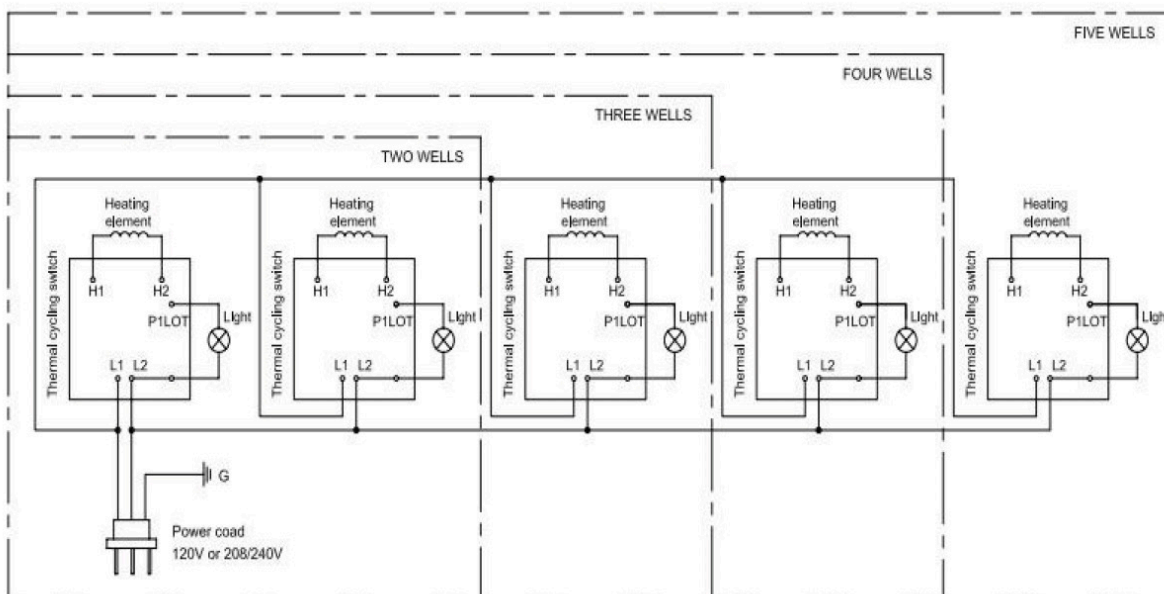 FIVE WELLS
FOUR WELLS
THREE WELLS
TWO WELLS
Heating
element
Thermal cycling switch
H1
H2
P1LOT
Light
L1
L2
Heating
element
Thermal cycling switch
H1
H2
P1LOT
Light
L1
L2
Heating
element
Thermal cycling switch
H1
H2
P1LOT
Light
L1
L2
Heating
element
Thermal cycling switch
H1
H2
P1LOT
Light
L1
L2
Heating
element
Thermal cycling switch
H1
H2
P1LOT
Light
L1
L2
G
Power coad
120V or 208/240V